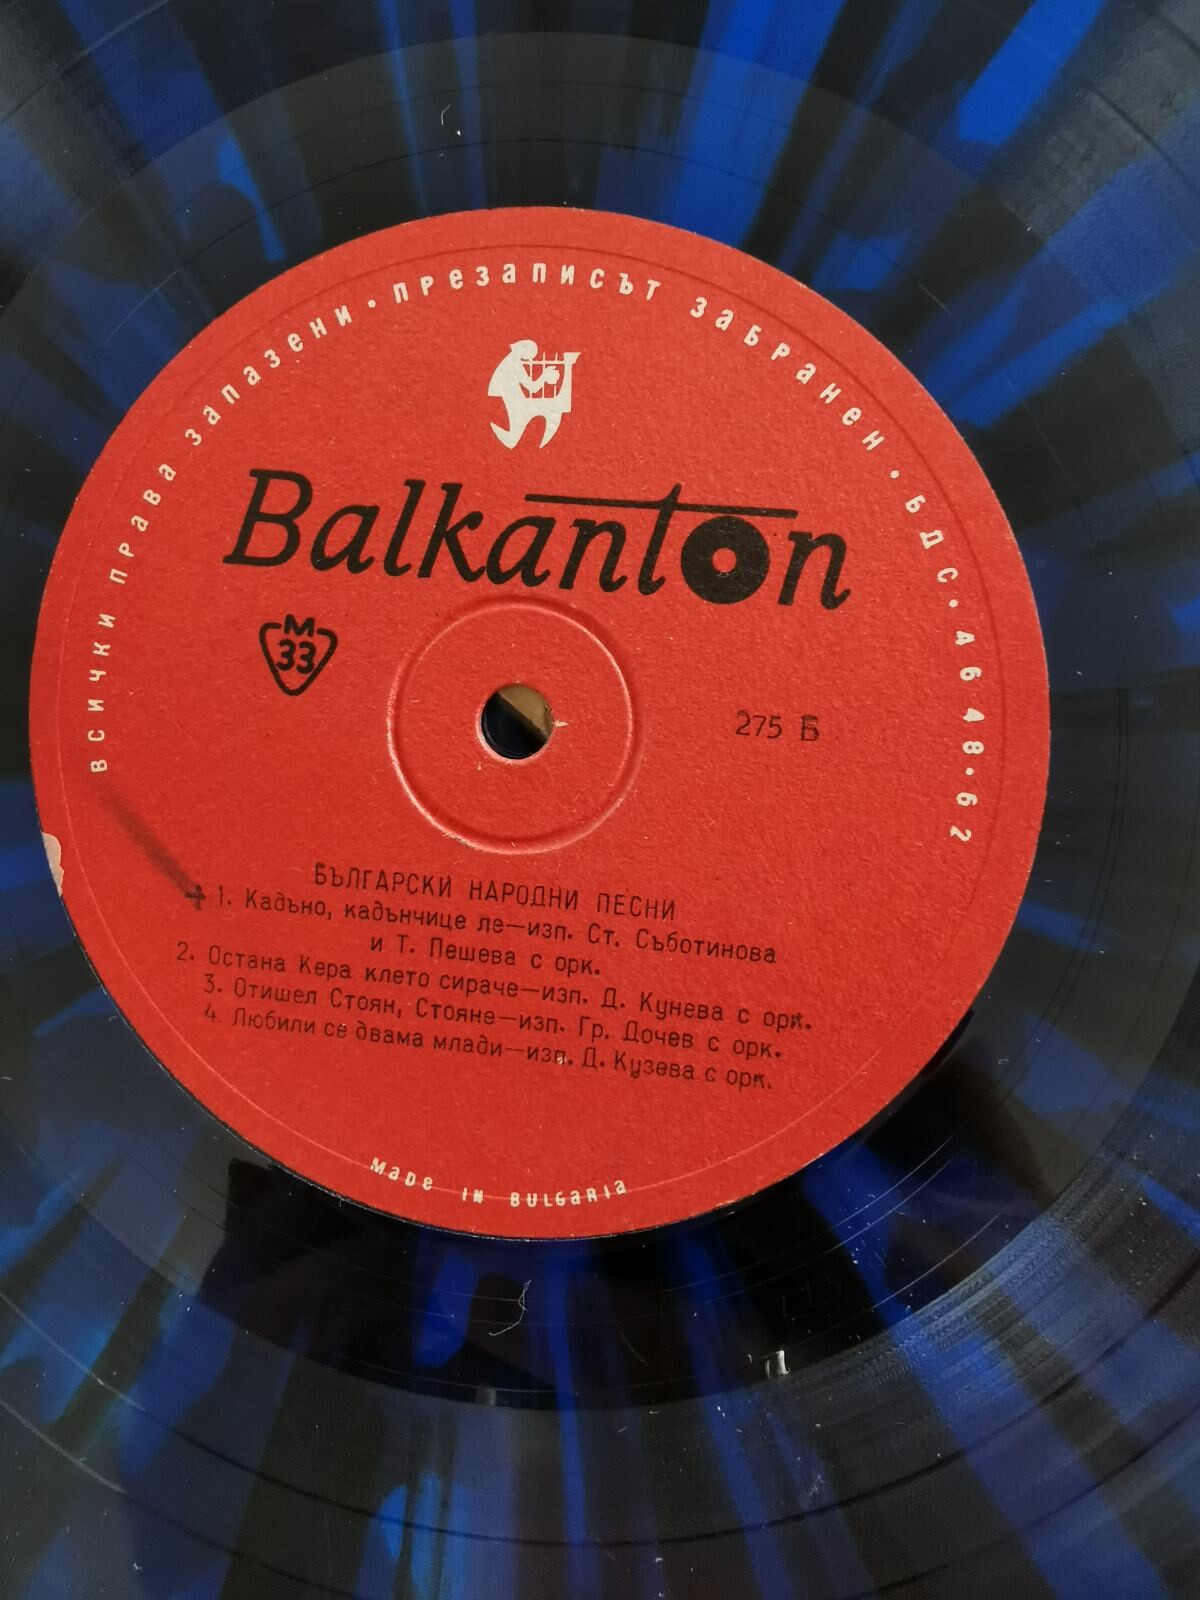 ВСИЧКИ ПРАВА ЗАПАЗЕНИ • ПРЕЗАПИСЪТ ЗАБРАНЕН • БДС • 6648 • 62
Balkanton
М
33
275 Б
БЪЛГАРСКИ НАРОДНИ ПЕСНИ
+ 1. Кадъно, кадънчице ле—изп. Ст. Съботинова
и Т. Пешева с орк.
2. Остана Кера клето сираче—изп. Д. Кунева с орк.
3. Отишел Стоян, Стояне—изп. Гр. Дочев с орк.
4. Любили се двама млади—изп. Д. Кузева с орк.
MADE IN BULGARIA